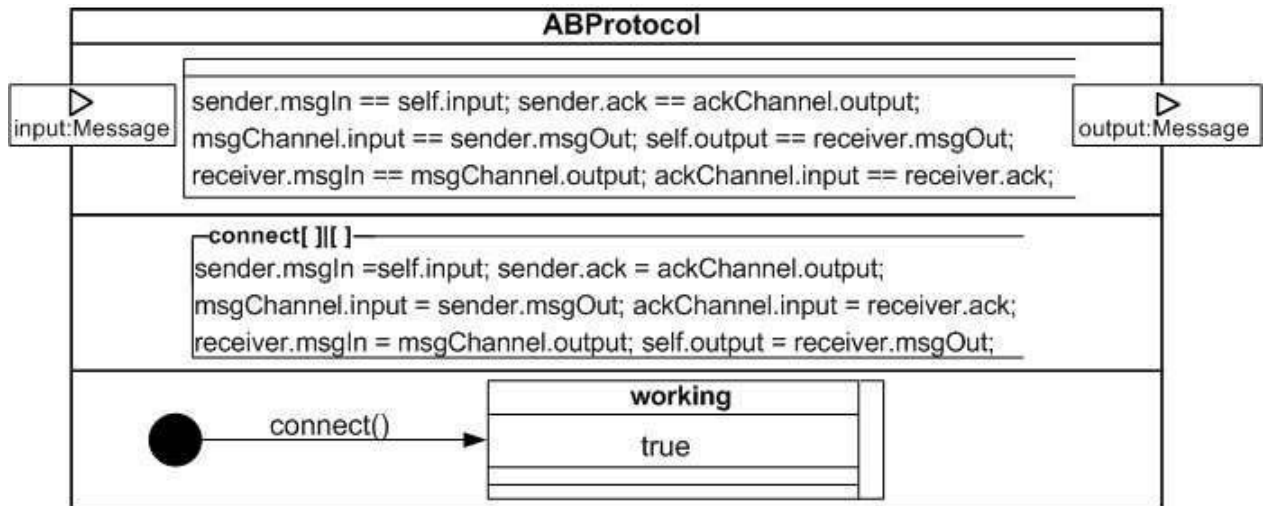 ABProtocol
input:Message
sender.msgIn == self.input; sender.ack == ackChannel.output;
msgChannel.input == sender.msgOut; self.output == receiver.msgOut;
receiver.msgIn == msgChannel.output; ackChannel.input == receiver.ack;
output:Message
connect[ ]|[ ]
sender.msgIn =self.input; sender.ack = ackChannel.output;
msgChannel.input = sender.msgOut; ackChannel.input = receiver.ack;
receiver.msgIn = msgChannel.output; self.output = receiver.msgOut;
connect()
working
true